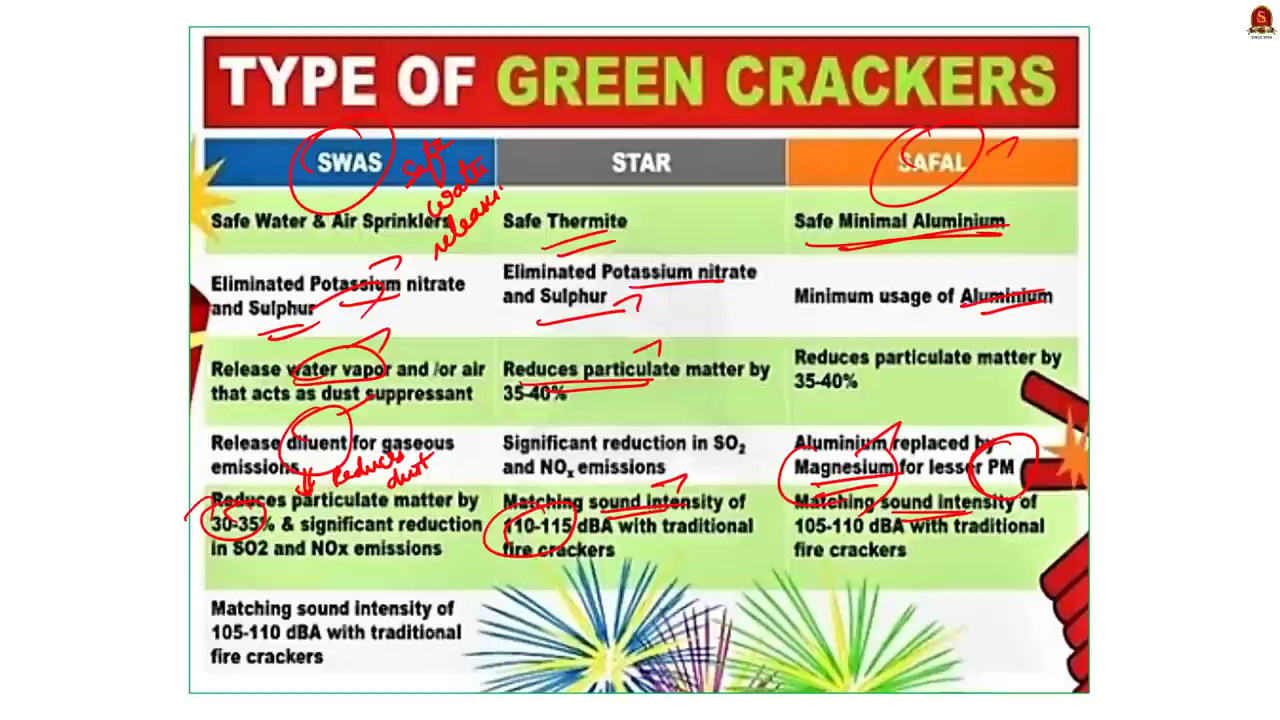 TYPE OF GREEN CRACKERS
SWAS
STAR
SAFAL
Safe Water & Air Sprinklers
Safe Thermite
Safe Minimal Aluminium
Eliminated Potassium nitrate
and Sulphur
Eliminated Potassium nitrate
and Sulphur
Minimum usage of Aluminium
Release water vapor and /or air
that acts as dust suppressant
Reduces particulate matter by
35-40%
Reduces particulate matter by
35-40%
Release diluent for gaseous
emissions
Significant reduction in SO₂
and NOₓ emissions
Aluminium replaced by
Magnesium for lesser PM
Reduces particulate matter by
30-35% & significant reduction
in SO2 and NOx emissions
Matching sound intensity of
110-115 dBA with traditional
fire crackers
Matching sound intensity of
105-110 dBA with traditional
fire crackers
Matching sound intensity of
105-110 dBA with traditional
fire crackers
Safe
water
Reduces
dust